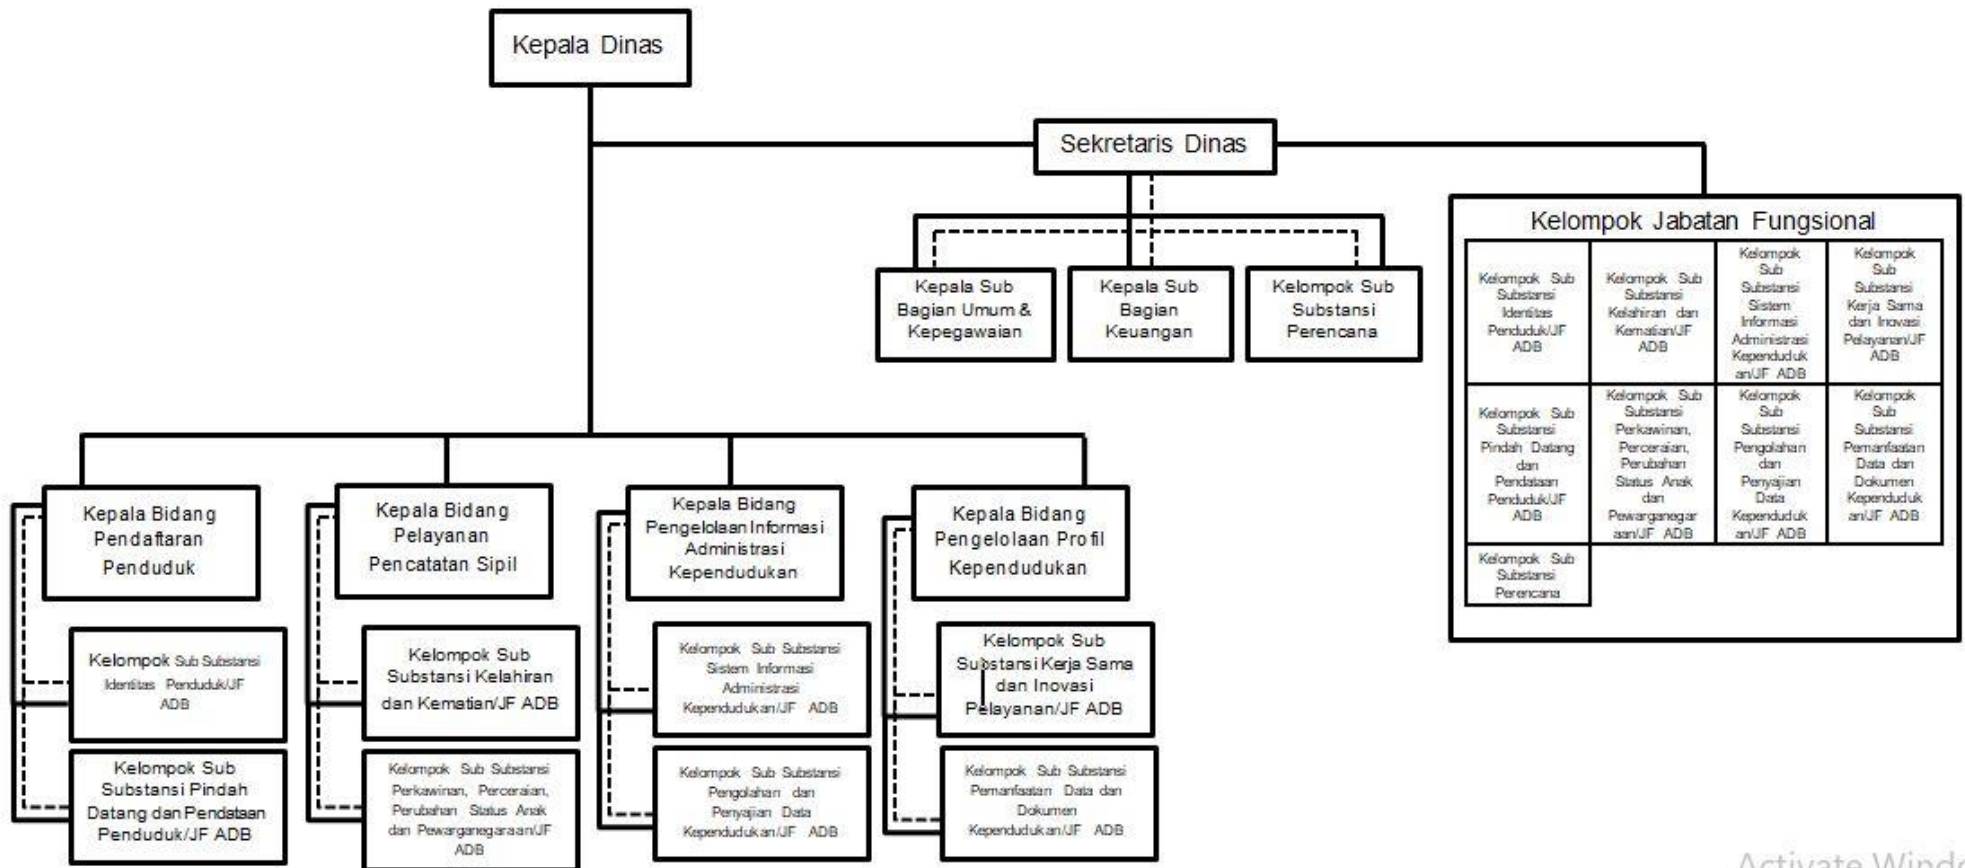 Kepala Dinas
Sekretaris Dinas
Kepala Sub
Bagian Umum &
Kepegawaian
Kepala Sub
Bagian
Keuangan
Kelompok Sub
Substansi
Perencana
Kelompok Jabatan Fungsional
Kelompok Sub
Substansi
Identitas
Penduduk/JF
ADB
Kelompok Sub
Substansi
Kelahiran dan
Kematian/JF
ADB
Kelompok
Sub
Substansi
Sistem
Informasi
Administrasi
Kependuduk
an/JF ADB
Kelompok
Sub
Substansi
Kerja Sama
dan Inovasi
Pelayanan/JF
ADB
Kelompok Sub
Substansi
Pindah Datang
dan
Pendataan
Penduduk/JF
ADB
Kelompok Sub
Substansi
Perkawinan,
Perceraian,
Perubahan
Status Anak
dan
Pewarganegar
aan/JF ADB
Kelompok
Sub
Substansi
Pengolahan
dan
Penyajian
Data
Kependuduk
an/JF ADB
Kelompok
Sub
Substansi
Pemanfaatan
Data dan
Dokumen
Kependuduk
an/JF ADB
Kelompok Sub
Substansi
Perencana
Kepala Bidang
Pendaftaran
Penduduk
Kelompok Sub Substansi
Identitas Penduduk/JF
ADB
Kelompok Sub
Substansi Pindah
Datang dan Pendataan
Penduduk/JF ADB
Kepala Bidang
Pelayanan
Pencatatan Sipil
Kelompok Sub
Substansi Kelahiran
dan Kematian/JF ADB
Kelompok Sub Substansi
Perkawinan, Perceraian,
Perubahan Status Anak
dan Pewarganegaraan/JF
ADB
Kepala Bidang
Pengelolaan Informasi
Administrasi
Kependudukan
Kelompok Sub Substansi
Sistem Informasi
Administrasi
Kependudukan/JF ADB
Kelompok Sub Substansi
Pengolahan dan
Penyajian Data
Kependudukan/JF ADB
Kepala Bidang
Pengelolaan Profil
Kependudukan
Kelompok Sub
Substansi Kerja Sama
dan Inovasi
Pelayanan/JF ADB
Kelompok Sub Substansi
Pemanfaatan Data dan
Dokumen
Kependudukan/JF ADB
Activate Windo